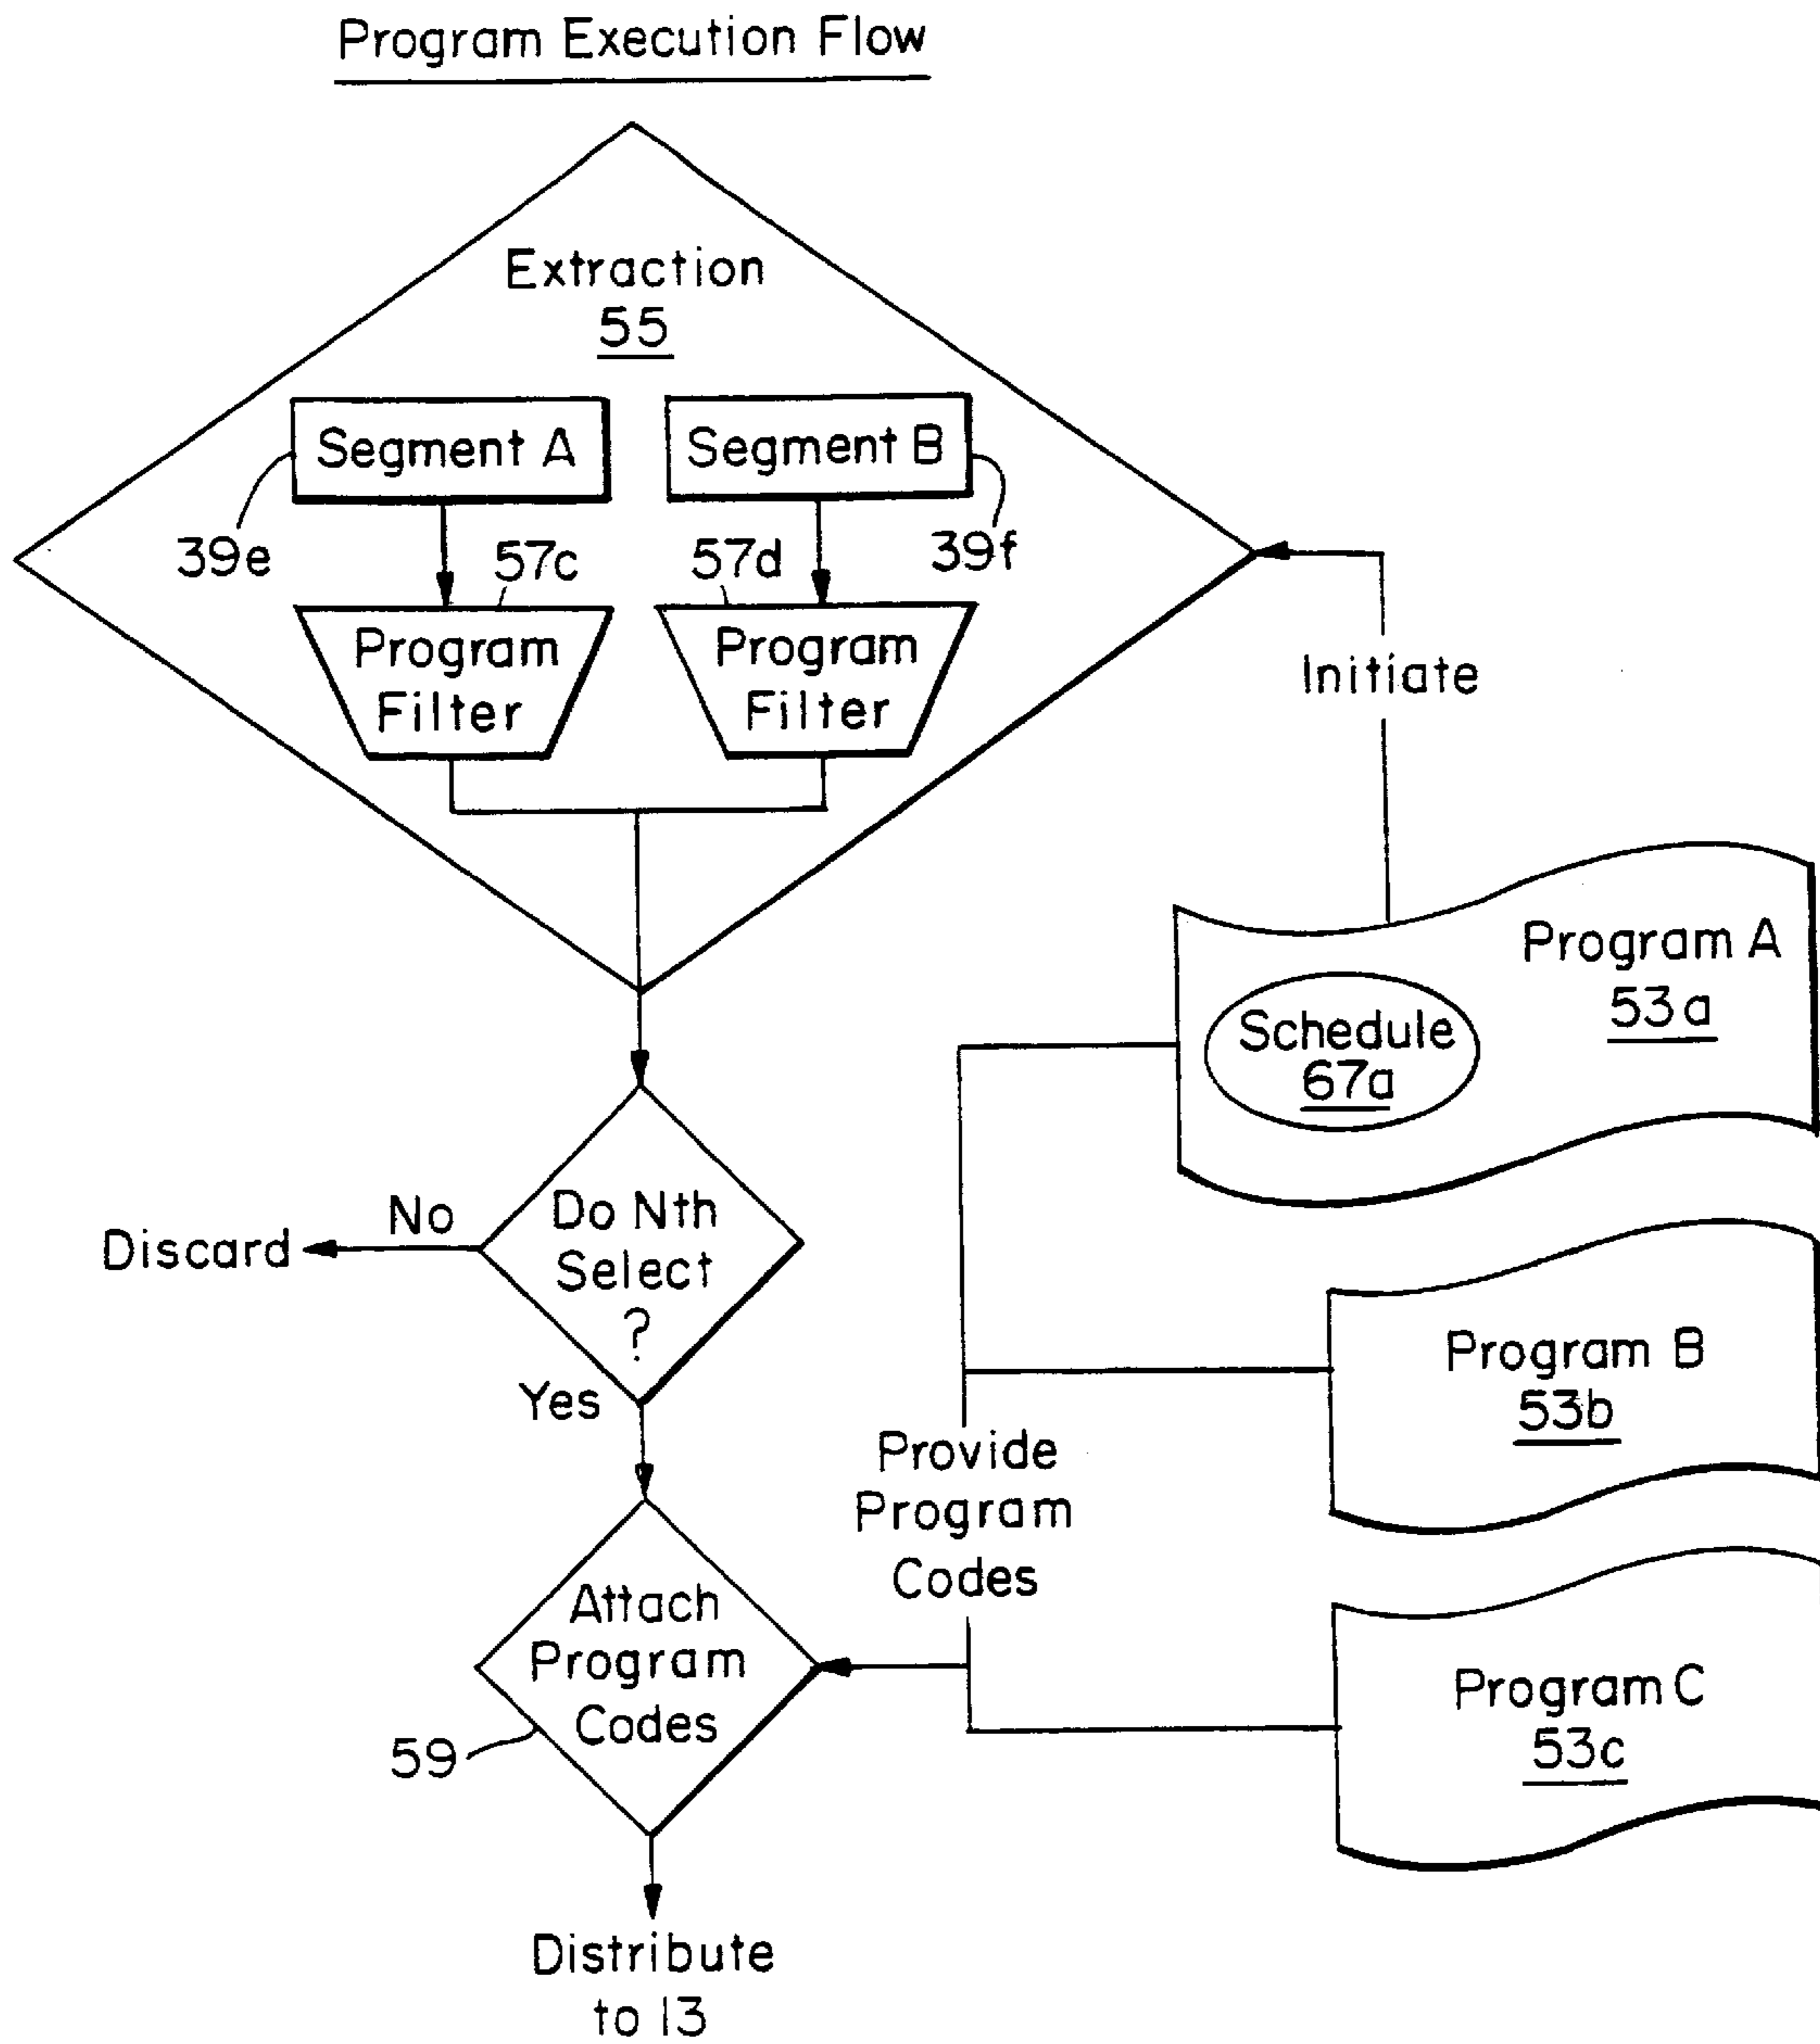 Program Execution Flow
Extraction
55
Segment A
Segment B
39e
57c
57d
39f
Program
Filter
Program
Filter
Initiate
Program A
53a
Schedule
67a
No
Discard
Do Nth
Select
?
Yes
Program B
53b
Provide
Program
Codes
Attach
Program
Codes
59
Program C
53c
Distribute
to 13